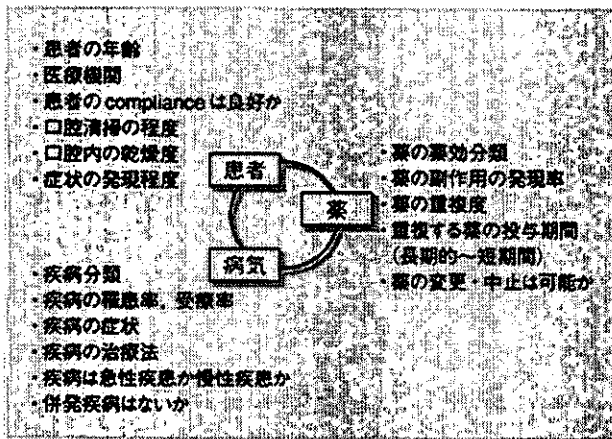 ・患者の年齢
・医療機関
・患者のcomplianceは良好か
・口腔清掃の程度
・口腔内の乾燥度
・症状の発現程度
患者
薬
病気
・薬の薬効分類
・薬の副作用の発現率
・薬の重複度
・重複する薬の投与期間
(長期的~短期間)
・薬の変更・中止は可能か
・疾病分類
・疾病の罹患率,受療率
・疾病の症状
・疾病の治療法
・疾病は急性疾患か慢性疾患か
・併発疾病はないか